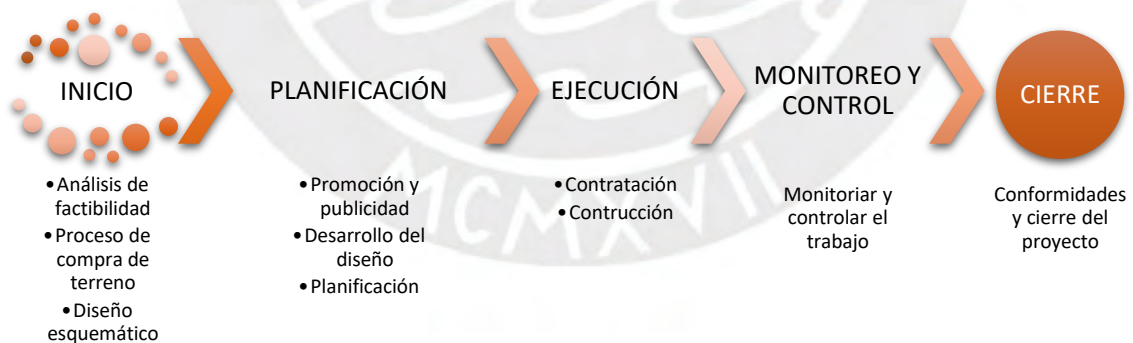 INICIO
PLANIFICACIÓN
EJECUCIÓN
MONITOREO Y
CONTROL
CIERRE
•Análisis de
factibilidad
•Proceso de
compra de
terreno
•Diseño
esquemático
•Promoción y
publicidad
•Desarrollo del
diseño
•Planificación
•Contratación
•Contrucción
Monitoriar y
controlar el
trabajo
Conformidades
y cierre del
proyecto
MCMXVII